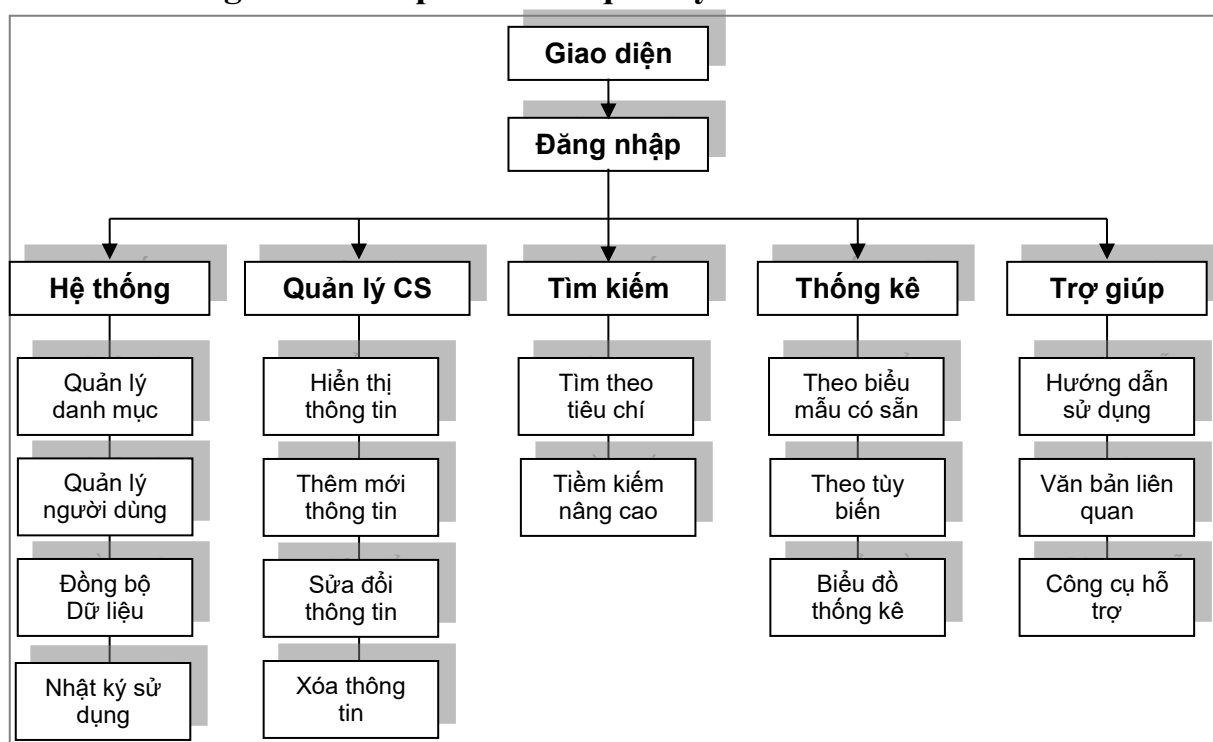 Giao diện
Đăng nhập
Hệ thống
Quản lý CS
Tìm kiếm
Thống kê
Trợ giúp
Quản lý
danh mục
Hiển thị
thông tin
Tìm theo
tiêu chí
Theo biểu
mẫu có sẵn
Hướng dẫn
sử dụng
Quản lý
người dùng
Thêm mới
thông tin
Tiềm kiếm
nâng cao
Theo tùy
biến
Văn bản liên
quan
Đồng bộ
Dữ liệu
Sửa đổi
thông tin
Biểu đồ
thống kê
Công cụ hỗ
trợ
Nhật ký sử
dụng
Xóa thông
tin